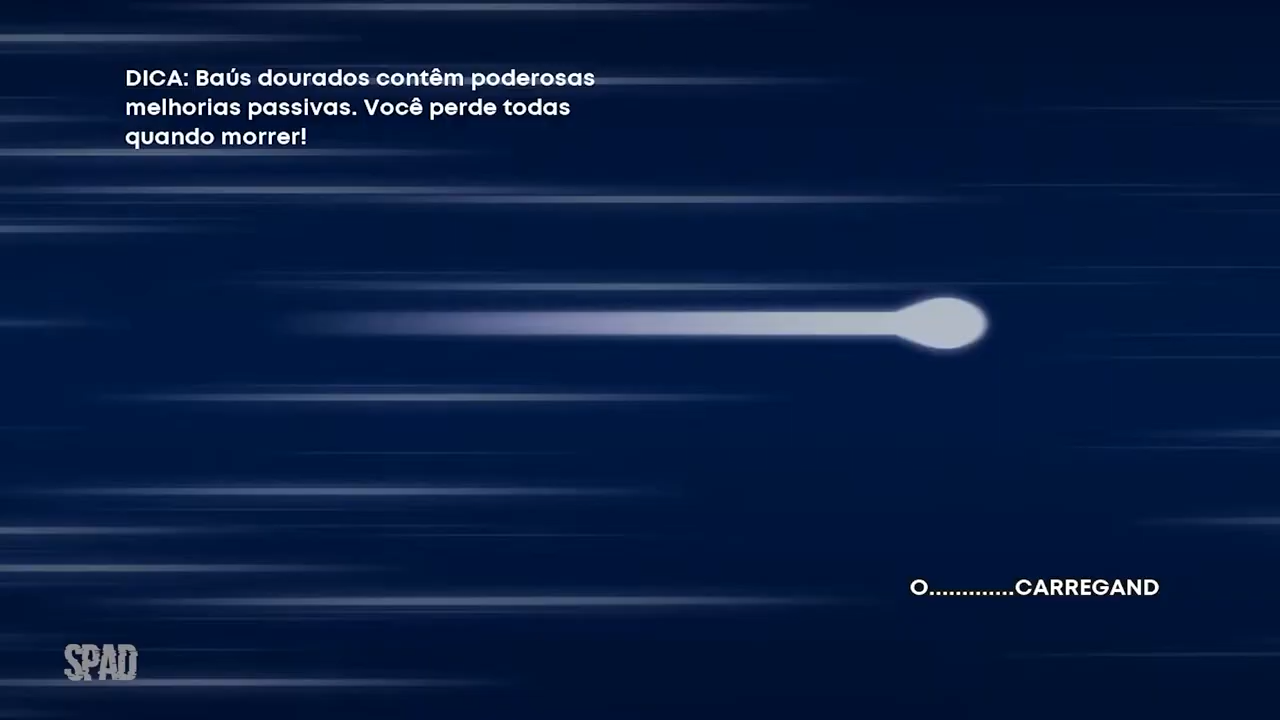 DICA: Baús dourados contêm poderosas
melhorias passivas. Você perde todas
quando morrer!
O.............CARREGAND
SPAD